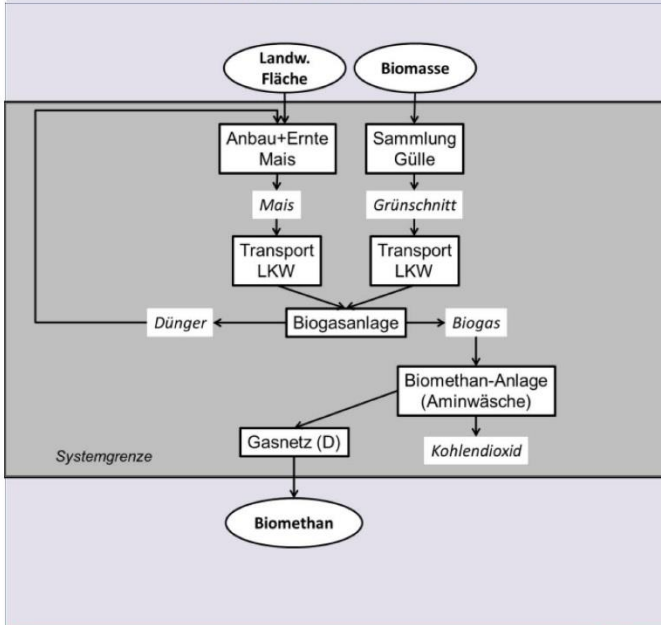 Landw.
Fläche
Biomasse
Anbau+Ernte
Mais
Sammlung
Gülle
Mais
Grünschnitt
Transport
LKW
Transport
LKW
Dünger
Biogasanlage
Biogas
Biomethan-Anlage
(Aminwäsche)
Gasnetz (D)
Kohlendioxid
Systemgrenze
Biomethan